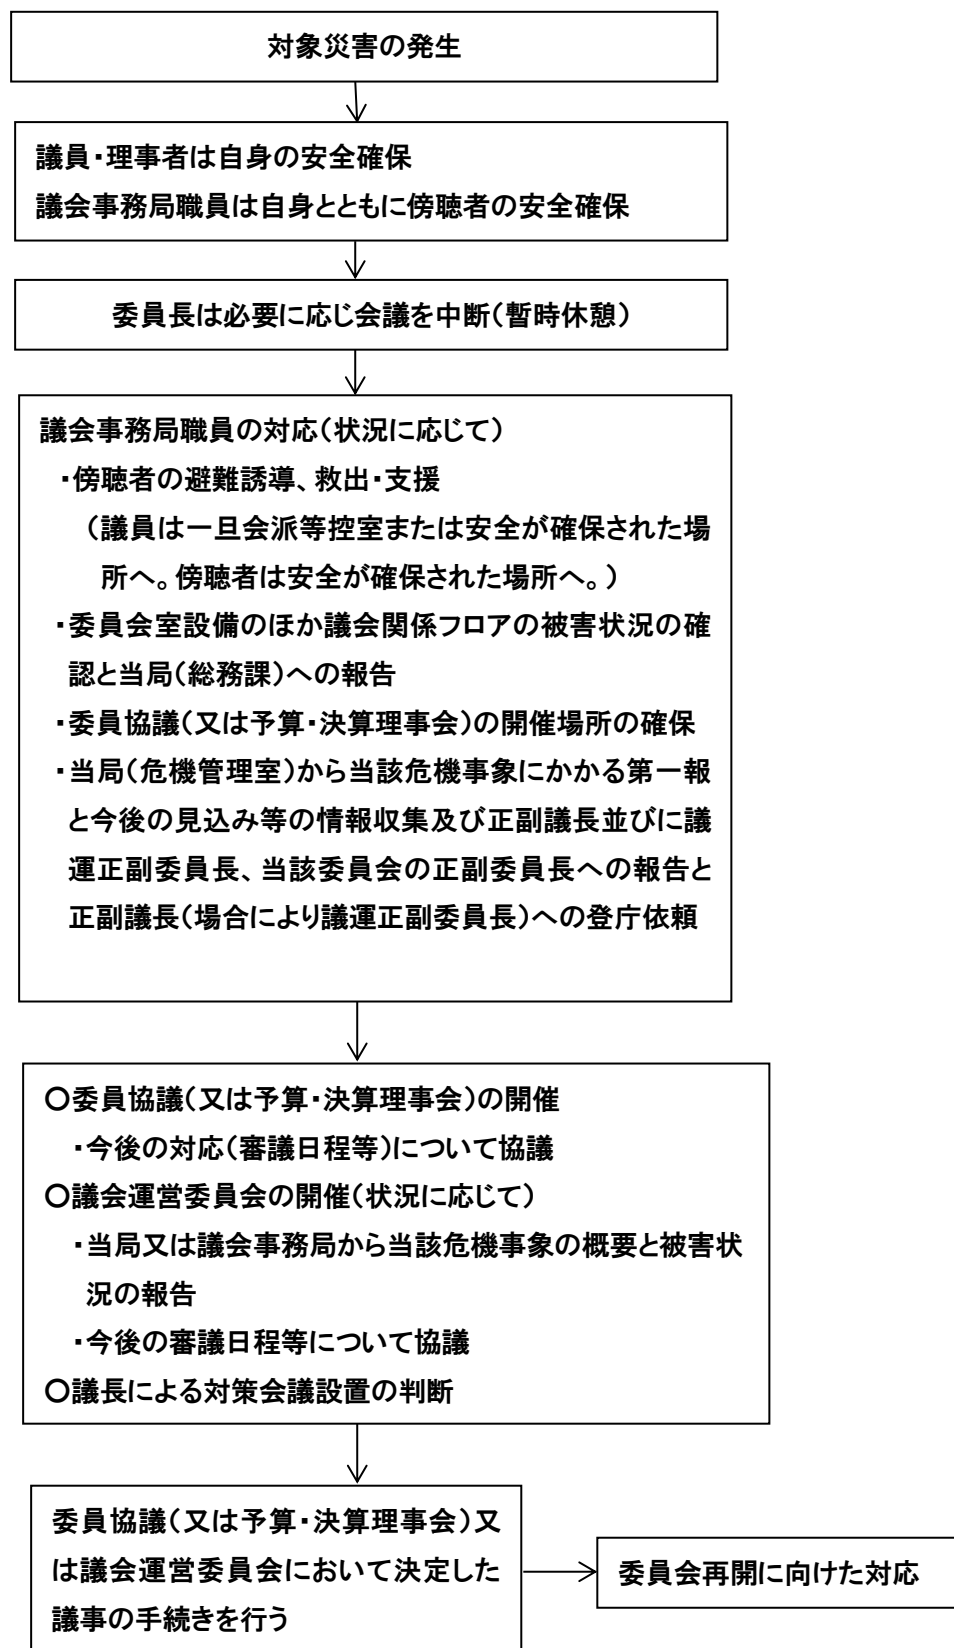 対象災害の発生
議員・理事者は自身の安全確保
議会事務局職員は自身とともに傍聴者の安全確保
委員長は必要に応じ会議を中断（暫時休憩）
議会事務局職員の対応（状況に応じて）
・傍聴者の避難誘導、救出・支援
（議員は一旦会派等控室または安全が確保された場
所へ。傍聴者は安全が確保された場所へ。）
・委員会室設備のほか議会関係フロアの被害状況の確
認と当局（総務課）への報告
・委員協議（又は予算・決算理事会）の開催場所の確保
・当局（危機管理室）から当該危機事象にかかる第一報
と今後の見込み等の情報収集及び正副議長並びに議
運正副委員長、当該委員会の正副委員長への報告と
正副議長（場合により議運正副委員長）への登庁依頼
〇委員協議（又は予算・決算理事会）の開催
・今後の対応（審議日程等）について協議
〇議会運営委員会の開催（状況に応じて）
・当局又は議会事務局から当該危機事象の概要と被害状
況の報告
・今後の審議日程等について協議
〇議長による対策会議設置の判断
委員協議（又は予算・決算理事会）又
は議会運営委員会において決定した
議事の手続きを行う
委員会再開に向けた対応